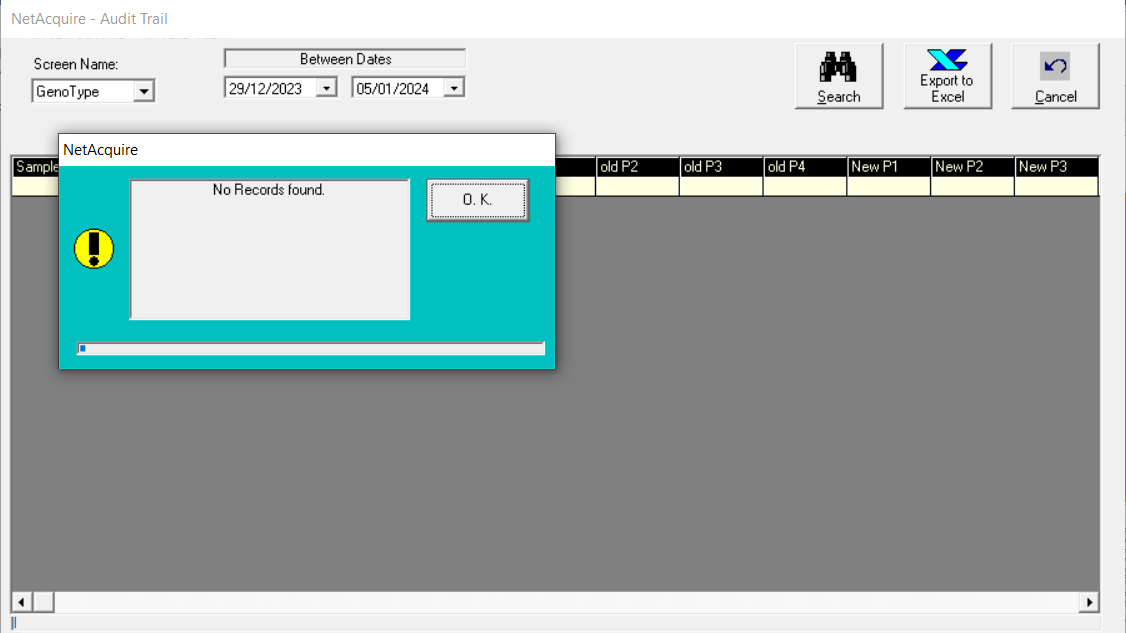 NetAcquire - Audit Trail
Screen Name:
GenoType
Between Dates
29/12/2023
05/01/2024
Search
Export to
Excel
Cancel
NetAcquire
No Records found.
O. K.
Sample
old P2
old P3
old P4
New P1
New P2
New P3